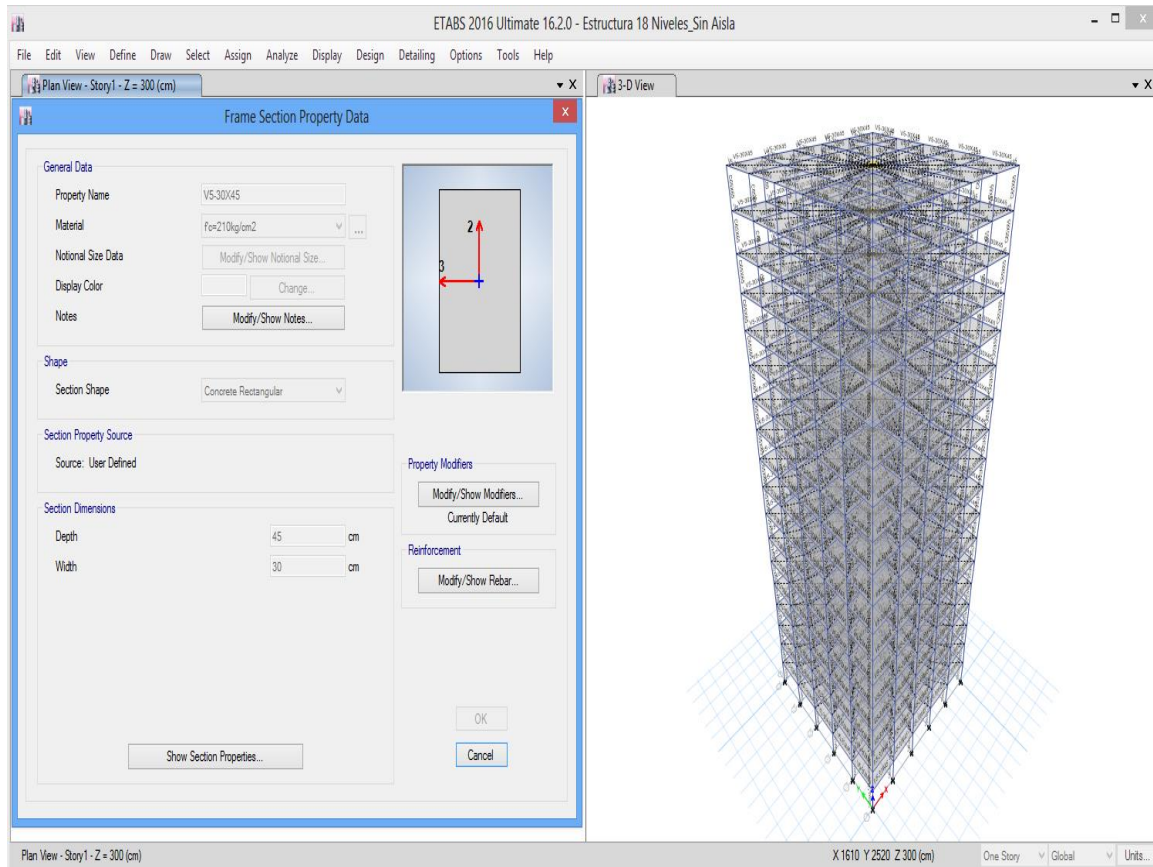 ETABS 2016 Ultimate 16.2.0 - Estructura 18 Niveles_Sin Aisla
File Edit View Define Draw Select Assign Analyze Display Design Detailing Options Tools Help
Plan View - Story1 - Z = 300 (cm)
3-D View
Frame Section Property Data
General Data
Property Name V5-30X45
Material f'c=210kg/cm2 ...
Notional Size Data Modify/Show Notional Size...
Display Color Change...
Notes Modify/Show Notes...
2
3
Shape
Section Shape Concrete Rectangular
Section Property Source
Source: User Defined
Section Dimensions
Depth 45 cm
Width 30 cm
Property Modifiers
Modify/Show Modifiers...
Currently Default
Reinforcement
Modify/Show Rebar...
Show Section Properties...
OK
Cancel
V5-30X45
Plan View - Story1 - Z = 300 (cm)
X 1610 Y 2520 Z 300 (cm)
One Story Global Units...